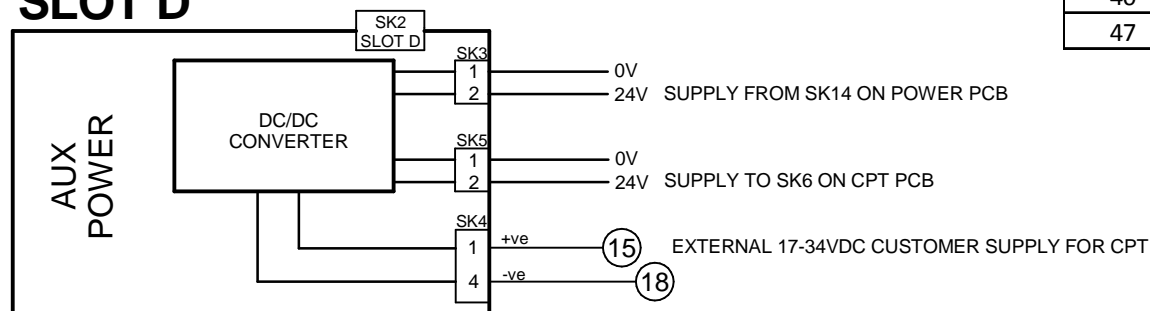 SLOT D
47
SK2
SLOT D
SK3
1 0V
2 24V SUPPLY FROM SK14 ON POWER PCB
DC/DC
CONVERTER
AUX
POWER
SK5
1 0V
2 24V SUPPLY TO SK6 ON CPT PCB
SK4
1 +ve 15 EXTERNAL 17-34VDC CUSTOMER SUPPLY FOR CPT
4 -ve 18